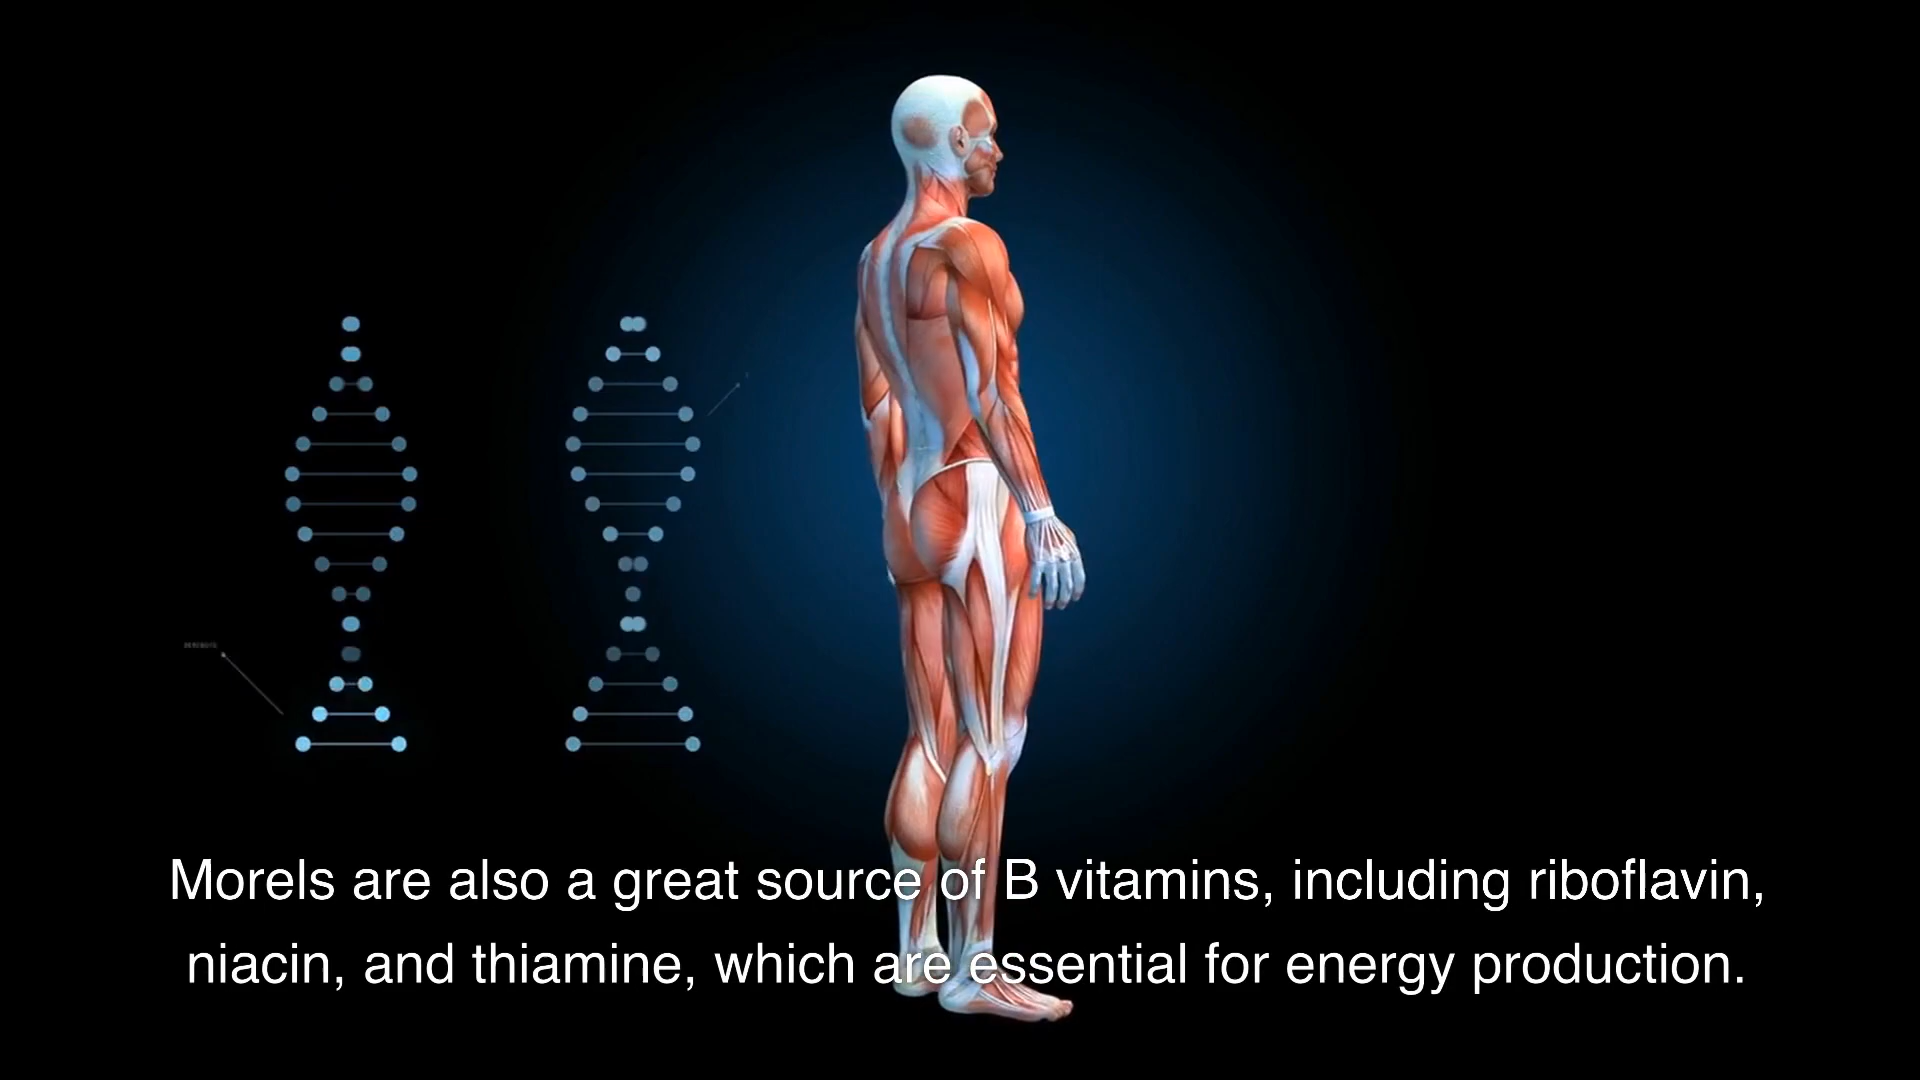 Morels are also a great source of B vitamins, including riboflavin,
niacin, and thiamine, which are essential for energy production.